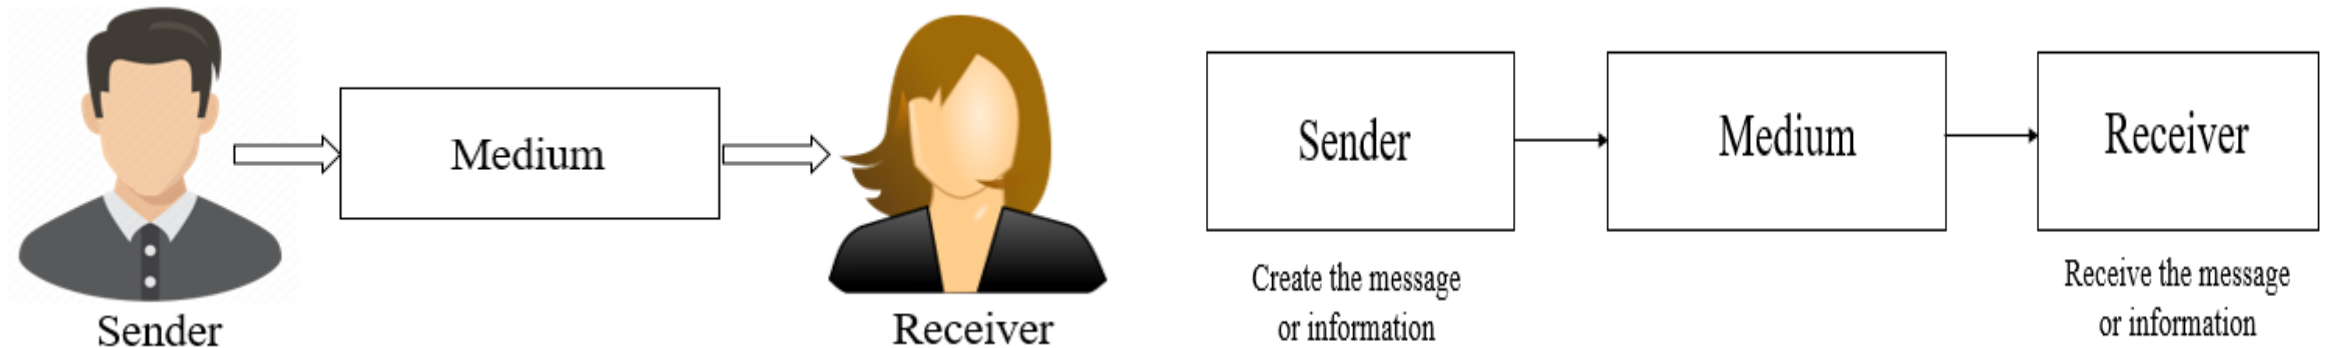 Medium
Sender
Receiver
Sender
Medium
Receiver
Create the message
or information
Receive the message
or information